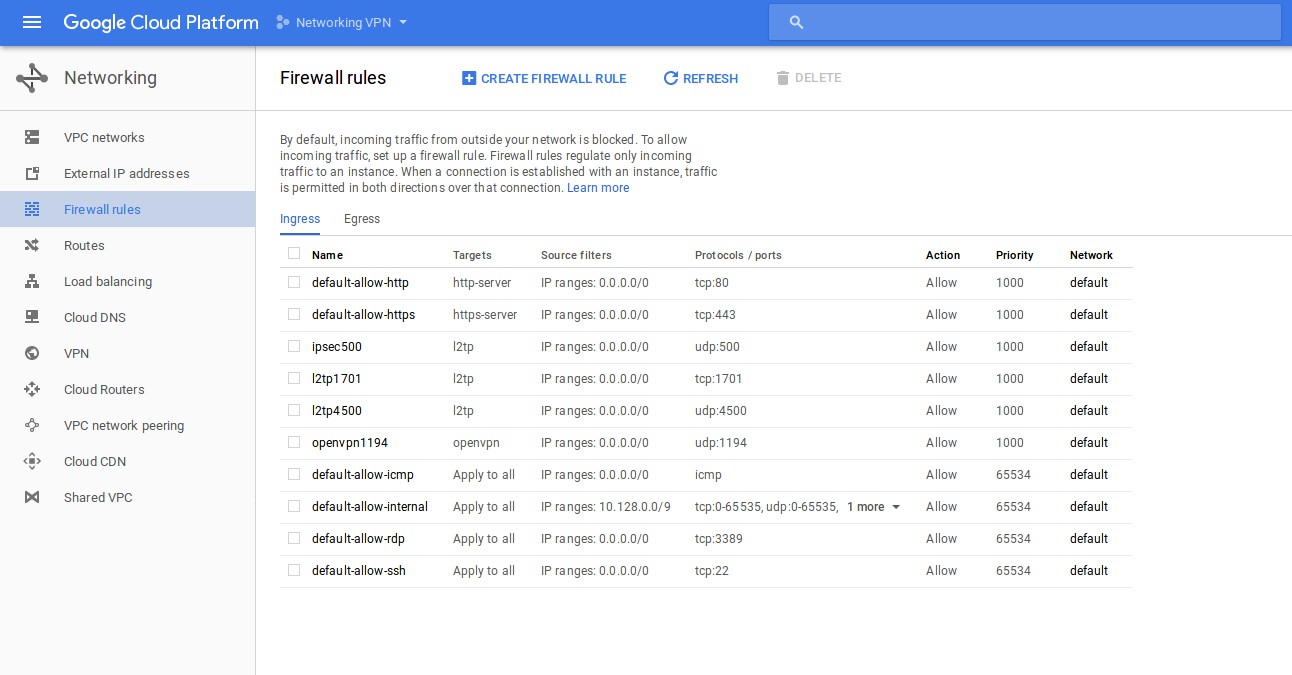 Google Cloud Platform Networking VPN
Networking
Firewall rules CREATE FIREWALL RULE REFRESH DELETE
VPC networks
External IP addresses
Firewall rules
Routes
Load balancing
Cloud DNS
VPN
Cloud Routers
VPC network peering
Cloud CDN
Shared VPC
By default, incoming traffic from outside your network is blocked. To allow
incoming traffic, set up a firewall rule. Firewall rules regulate only incoming
traffic to an instance. When a connection is established with an instance, traffic
is permitted in both directions over that connection. Learn more
Ingress Egress
Name Targets Source filters Protocols / ports Action Priority Network
default-allow-http http-server IP ranges: 0.0.0.0/0 tcp:80 Allow 1000 default
default-allow-https https-server IP ranges: 0.0.0.0/0 tcp:443 Allow 1000 default
ipsec500 l2tp IP ranges: 0.0.0.0/0 udp:500 Allow 1000 default
l2tp1701 l2tp IP ranges: 0.0.0.0/0 tcp:1701 Allow 1000 default
l2tp4500 l2tp IP ranges: 0.0.0.0/0 udp:4500 Allow 1000 default
openvpn1194 openvpn IP ranges: 0.0.0.0/0 udp:1194 Allow 1000 default
default-allow-icmp Apply to all IP ranges: 0.0.0.0/0 icmp Allow 65534 default
default-allow-internal Apply to all IP ranges: 10.128.0.0/9 tcp:0-65535, udp:0-65535, 1 more Allow 65534 default
default-allow-rdp Apply to all IP ranges: 0.0.0.0/0 tcp:3389 Allow 65534 default
default-allow-ssh Apply to all IP ranges: 0.0.0.0/0 tcp:22 Allow 65534 default